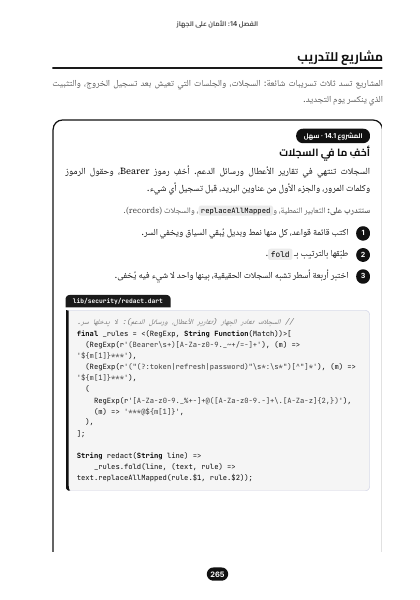 الفصل 14: الأمان على الجهاز
مشاريع للتدريب
المشاريع تسد ثلاث تسريبات شائعة: السجلات، والجلسات التي تعيش بعد تسجيل الخروج، والتثبيت
الذي ينكسر يوم التجديد.
المشروع 14.1 · سهل
أخفِ ما في السجلات
السجلات تنتهي في تقارير الأعطال ورسائل الدعم. أخفِ رموز Bearer، وحقول الرموز
وكلمات المرور، والجزء الأول من عناوين البريد، قبل تسجيل أي شيء.
ستتدرب على: التعابير النمطية، و replaceAllMapped، والسجلات (records).
1 اكتب قائمة قواعد، كل منها نمط وبديل يُبقي السياق ويخفي السر.
2 طبّقها بالترتيب بـ fold.
3 اختبر أربعة أسطر تشبه السجلات الحقيقية، بينها واحد لا شيء فيه يُخفى.
lib/security/redact.dart
// السجلات تغادر الجهاز (تقارير الأعطال، ورسائل الدعم): لا يدخلها سر.
final _rules = <(RegExp, String Function(Match))>[
(RegExp(r'(Bearer\s+)[A-Za-z0-9._~+/=-]+'), (m) =>
'${m[1]}***'),
(RegExp(r'("(?:token|refresh|password)"\s*:\s*")[^"]*'), (m) =>
'${m[1]}***'),
(
RegExp(r'[A-Za-z0-9._%+-]+@([A-Za-z0-9.-]+\.[A-Za-z]{2,})'),
(m) => '***@${m[1]}',
),
];
String redact(String line) =>
_rules.fold(line, (text, rule) =>
text.replaceAllMapped(rule.$1, rule.$2));
265